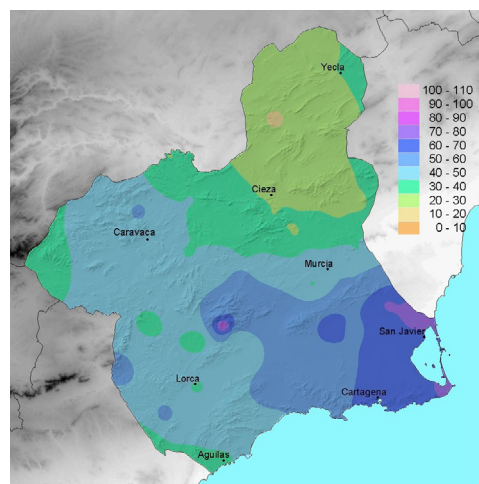 Yecla
100 - 110
90 - 100
80 - 90
70 - 80
60 - 70
50 - 60
40 - 50
30 - 40
20 - 30
10 - 20
0 - 10
Cieza
Caravaca
Murcia
San Javier
Lorca
Cartagena
Aguilas